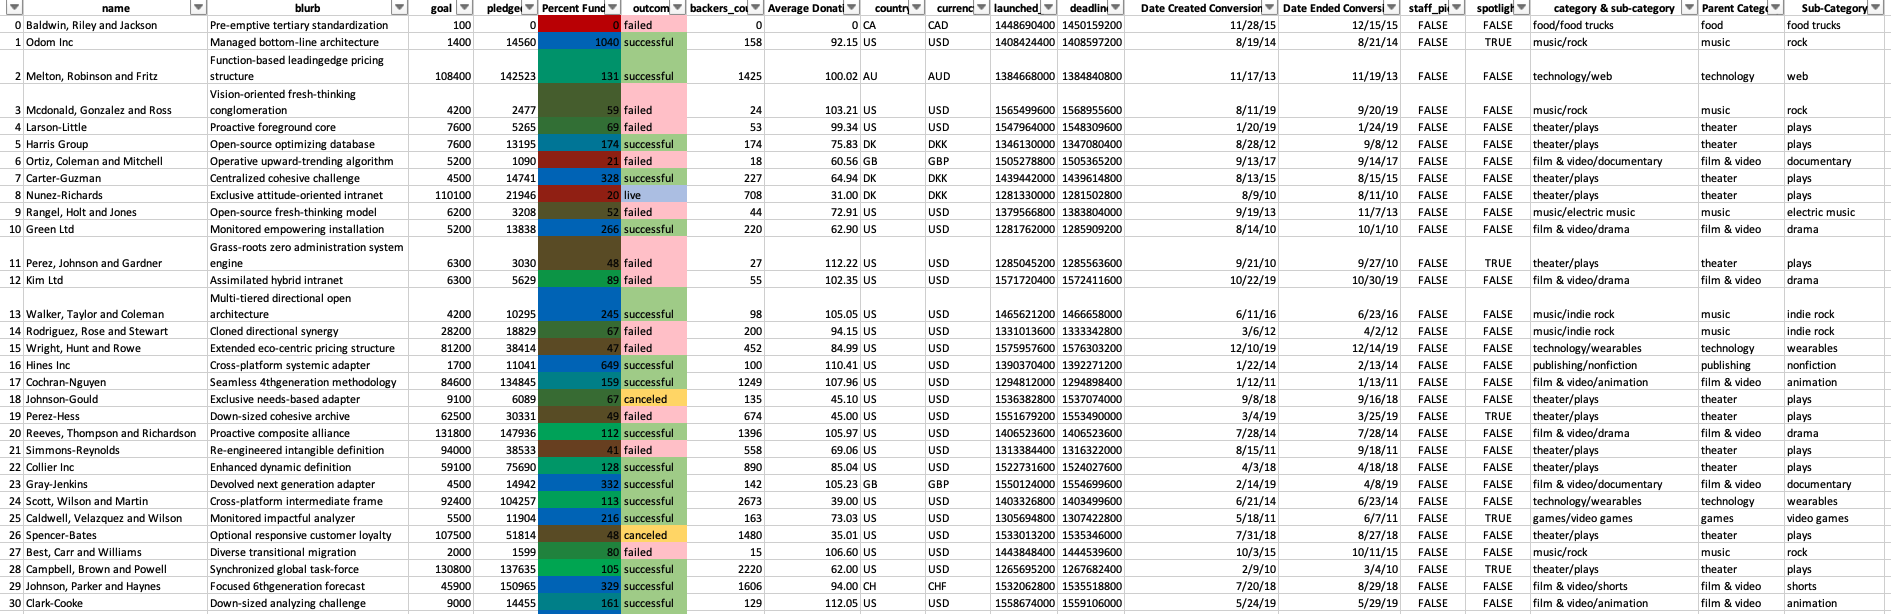 name blurb goal pledge Percent Fund outcom backers_cou Average Donati country currenc launched_ deadline Date Created Conversion Date Ended Conversi staff_pi spotligh category & sub-category Parent Categ Sub-Category
0 Baldwin, Riley and Jackson Pre-emptive tertiary standardization 100 0 0 failed 0 0 CA CAD 1448690400 1450159200 11/28/15 12/15/15 FALSE FALSE food/food trucks food food trucks
1 Odom Inc Managed bottom-line architecture 1400 14560 1040 successful 158 92.15 US USD 1408424400 1408597200 8/19/14 8/21/14 FALSE TRUE music/rock music rock
Function-based leadingedge pricing
2 Melton, Robinson and Fritz structure 108400 142523 131 successful 1425 100.02 AU AUD 1384668000 1384840800 11/17/13 11/19/13 FALSE FALSE technology/web technology web
Vision-oriented fresh-thinking
3 Mcdonald, Gonzalez and Ross conglomeration 4200 2477 59 failed 24 103.21 US USD 1565499600 1568955600 8/11/19 9/20/19 FALSE FALSE music/rock music rock
4 Larson-Little Proactive foreground core 7600 5265 69 failed 53 99.34 US USD 1547964000 1548309600 1/20/19 1/24/19 FALSE FALSE theater/plays theater plays
5 Harris Group Open-source optimizing database 7600 13195 174 successful 174 75.83 DK DKK 1346130000 1347080400 8/28/12 9/8/12 FALSE FALSE theater/plays theater plays
6 Ortiz, Coleman and Mitchell Operative upward-trending algorithm 5200 1090 21 failed 18 60.56 GB GBP 1505278800 1505365200 9/13/17 9/14/17 FALSE FALSE film & video/documentary film & video documentary
7 Carter-Guzman Centralized cohesive challenge 4500 14741 328 successful 227 64.94 DK DKK 1439442000 1439614800 8/13/15 8/15/15 FALSE FALSE theater/plays theater plays
8 Nunez-Richards Exclusive attitude-oriented intranet 110100 21946 20 live 708 31.00 DK DKK 1281330000 1281502800 8/9/10 8/11/10 FALSE FALSE theater/plays theater plays
9 Rangel, Holt and Jones Open-source fresh-thinking model 6200 3208 52 failed 44 72.91 US USD 1379566800 1383804000 9/19/13 11/7/13 FALSE FALSE music/electric music music electric music
10 Green Ltd Monitored empowering installation 5200 13838 266 successful 220 62.90 US USD 1281762000 1285909200 8/14/10 10/1/10 FALSE FALSE film & video/drama film & video drama
Grass-roots zero administration system
11 Perez, Johnson and Gardner engine 6300 3030 48 failed 27 112.22 US USD 1285045200 1285563600 9/21/10 9/27/10 FALSE TRUE theater/plays theater plays
12 Kim Ltd Assimilated hybrid intranet 6300 5629 89 failed 55 102.35 US USD 1571720400 1572411600 10/22/19 10/30/19 FALSE FALSE film & video/drama film & video drama
Multi-tiered directional open
13 Walker, Taylor and Coleman architecture 4200 10295 245 successful 98 105.05 US USD 1465621200 1466658000 6/11/16 6/23/16 FALSE FALSE music/indie rock music indie rock
14 Rodriguez, Rose and Stewart Cloned directional synergy 28200 18829 67 failed 200 94.15 US USD 1331013600 1333342800 3/6/12 4/2/12 FALSE FALSE music/indie rock music indie rock
15 Wright, Hunt and Rowe Extended eco-centric pricing structure 81200 38414 47 failed 452 84.99 US USD 1575957600 1576303200 12/10/19 12/14/19 FALSE FALSE technology/wearables technology wearables
16 Hines Inc Cross-platform systemic adapter 1700 11041 649 successful 100 110.41 US USD 1390370400 1392271200 1/22/14 2/13/14 FALSE FALSE publishing/nonfiction publishing nonfiction
17 Cochran-Nguyen Seamless 4thgeneration methodology 84600 134845 159 successful 1249 107.96 US USD 1294812000 1294898400 1/12/11 1/13/11 FALSE FALSE film & video/animation film & video animation
18 Johnson-Gould Exclusive needs-based adapter 9100 6089 67 canceled 135 45.10 US USD 1536382800 1537074000 9/8/18 9/16/18 FALSE FALSE theater/plays theater plays
19 Perez-Hess Down-sized cohesive archive 62500 30331 49 failed 674 45.00 US USD 1551679200 1553490000 3/4/19 3/25/19 FALSE TRUE theater/plays theater plays
20 Reeves, Thompson and Richardson Proactive composite alliance 131800 147936 112 successful 1396 105.97 US USD 1406523600 1406523600 7/28/14 7/28/14 FALSE FALSE film & video/drama film & video drama
21 Simmons-Reynolds Re-engineered intangible definition 94000 38533 41 failed 558 69.06 US USD 1313384400 1316322000 8/15/11 9/18/11 FALSE FALSE theater/plays theater plays
22 Collier Inc Enhanced dynamic definition 59100 75690 128 successful 890 85.04 US USD 1522731600 1524027600 4/3/18 4/18/18 FALSE FALSE theater/plays theater plays
23 Gray-Jenkins Devolved next generation adapter 4500 14942 332 successful 142 105.23 GB GBP 1550124000 1554699600 2/14/19 4/8/19 FALSE FALSE film & video/documentary film & video documentary
24 Scott, Wilson and Martin Cross-platform intermediate frame 92400 104257 113 successful 2673 39.00 US USD 1403326800 1403499600 6/21/14 6/23/14 FALSE FALSE technology/wearables technology wearables
25 Caldwell, Velazquez and Wilson Monitored impactful analyzer 5500 11904 216 successful 163 73.03 US USD 1305694800 1307422800 5/18/11 6/7/11 FALSE TRUE games/video games games video games
26 Spencer-Bates Optional responsive customer loyalty 107500 51814 48 canceled 1480 35.01 US USD 1533013200 1535346000 7/31/18 8/27/18 FALSE FALSE theater/plays theater plays
27 Best, Carr and Williams Diverse transitional migration 2000 1599 80 failed 15 106.60 US USD 1443848400 1444539600 10/3/15 10/11/15 FALSE FALSE music/rock music rock
28 Campbell, Brown and Powell Synchronized global task-force 130800 137635 105 successful 2220 62.00 US USD 1265695200 1267682400 2/9/10 3/4/10 FALSE TRUE theater/plays theater plays
29 Johnson, Parker and Haynes Focused 6thgeneration forecast 45900 150965 329 successful 1606 94.00 CH CHF 1532062800 1535518800 7/20/18 8/29/18 FALSE FALSE film & video/shorts film & video shorts
30 Clark-Cooke Down-sized analyzing challenge 9000 14455 161 successful 129 112.05 US USD 1558674000 1559106000 5/24/19 5/29/19 FALSE FALSE film & video/animation film & video animation